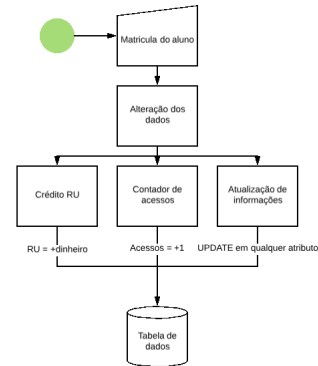 Matricula do aluno
Alteração dos
dados
Crédito RU
Contador de
acessos
Atualização de
informações
RU = +dinheiro
Acessos = +1
UPDATE em qualquer atributo
Tabela de
dados